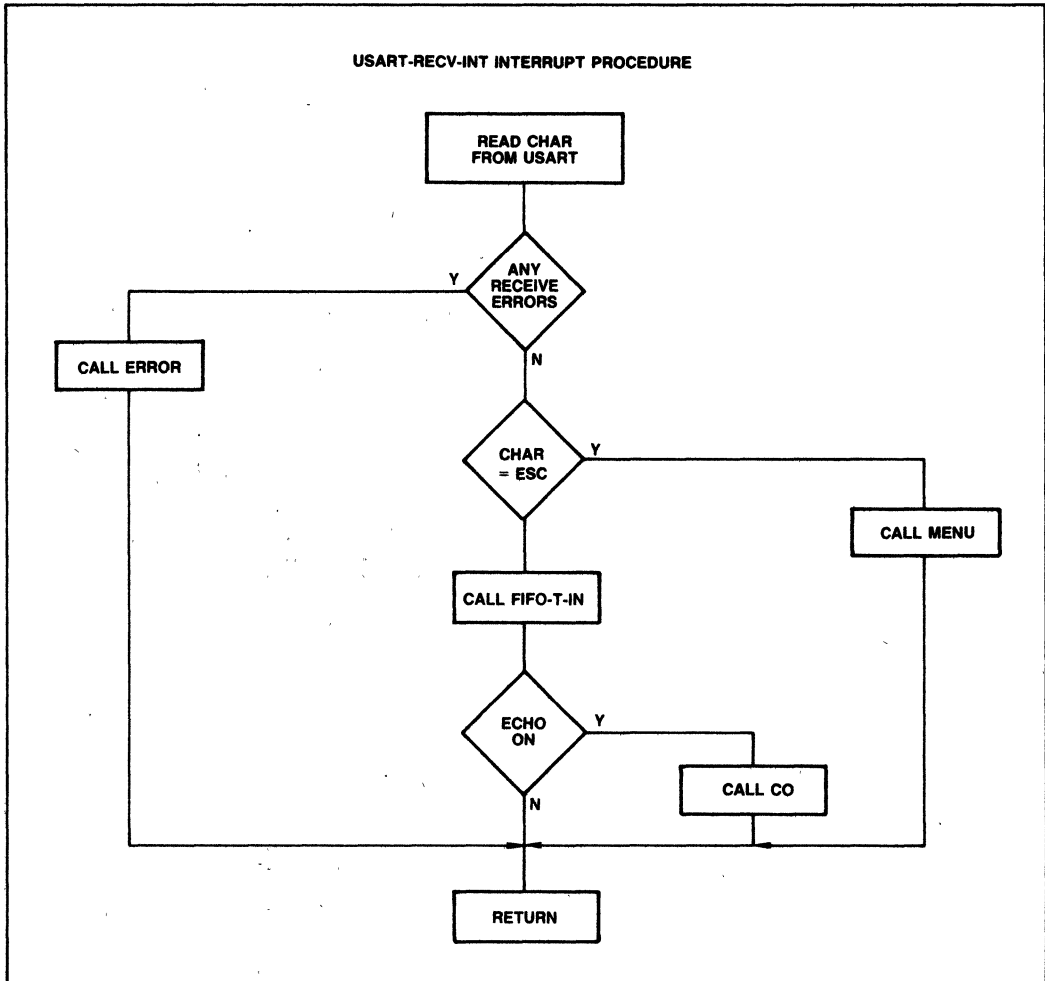 USART-RECV-INT INTERRUPT PROCEDURE
READ CHAR
FROM USART
ANY
RECEIVE
ERRORS
Y
N
CALL ERROR
CHAR
= ESC
Y
CALL MENU
CALL FIFO-T-IN
ECHO
ON
Y
N
CALL CO
RETURN